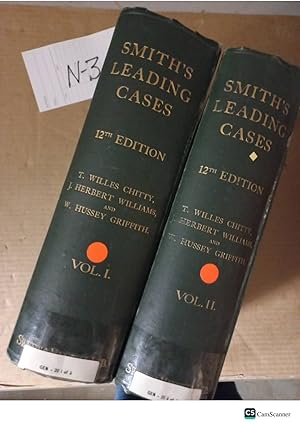 N-3
SMITH'S
LEADING
CASES
12TH EDITION
T. WILLES CHITTY,
J. HERBERT WILLIAMS,
AND
W. HUSSEY GRIFFITH.
VOL. I.
SMITH'S
LEADING
CASES
12TH EDITION
T. WILLES CHITTY,
HERBERT WILLIAMS,
AND
W. HUSSEY GRIFFITH.
VOL. II.
CS CamScanner